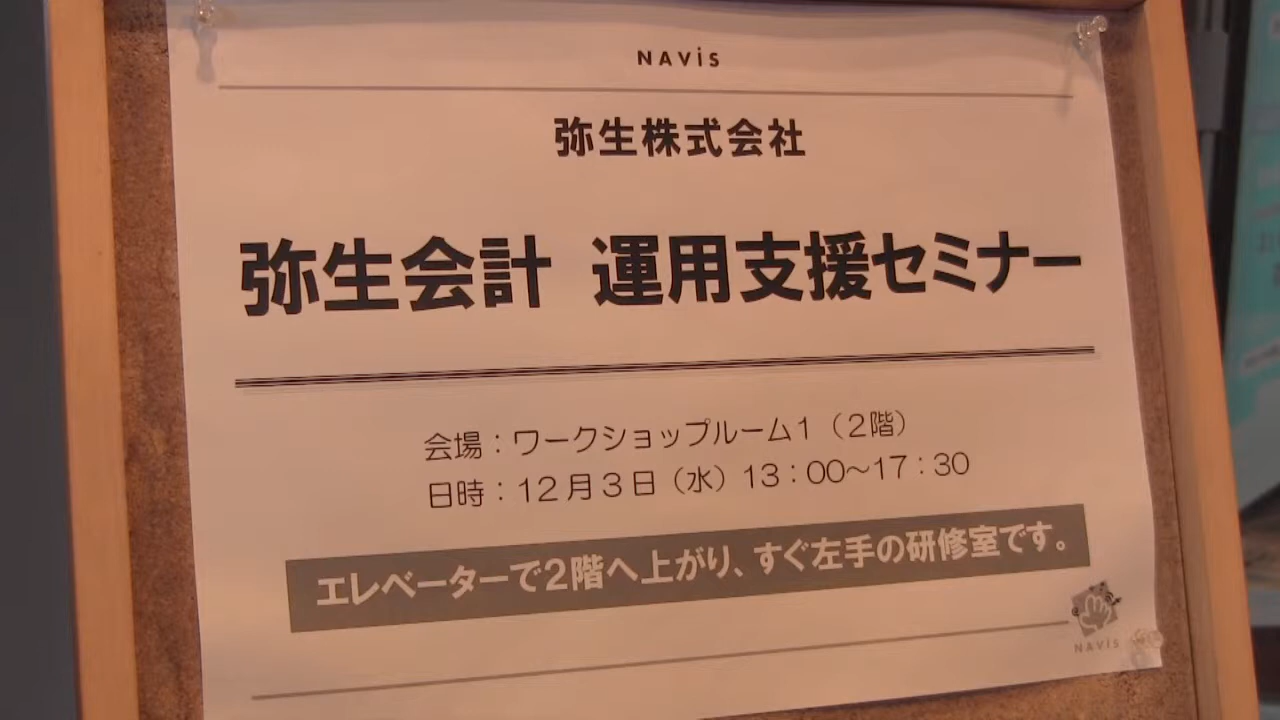 NAViS
弥生株式会社
弥生会計 運用支援セミナー
会場：ワークショップルーム1（2階）
日時：12月3日（水）13：00～17：30
エレベーターで2階へ上がり、すぐ左手の研修室です。
NAViS